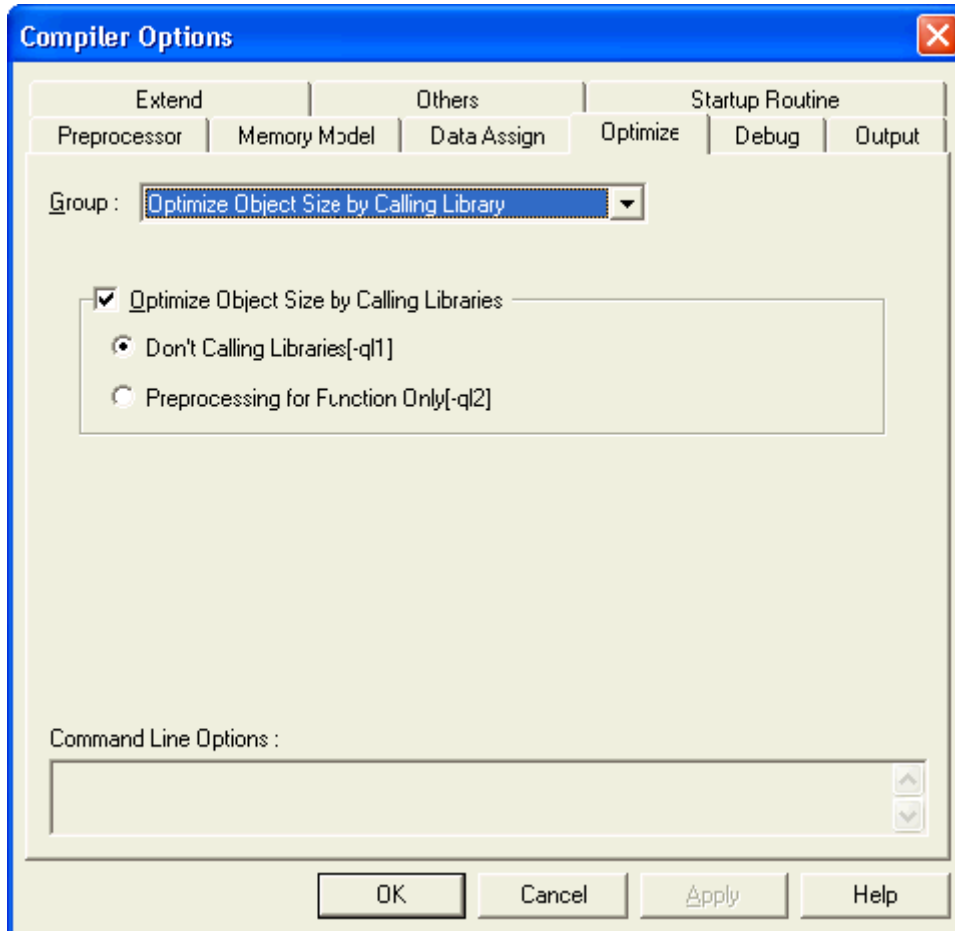 Compiler Options
Extend Others Startup Routine
Preprocessor Memory Model Data Assign Optimize Debug Output
Group : Optimize Object Size by Calling Library
Optimize Object Size by Calling Libraries
Don't Calling Libraries[-ql1]
Preprocessing for Function Only[-ql2]
Command Line Options :
OK Cancel Apply Help